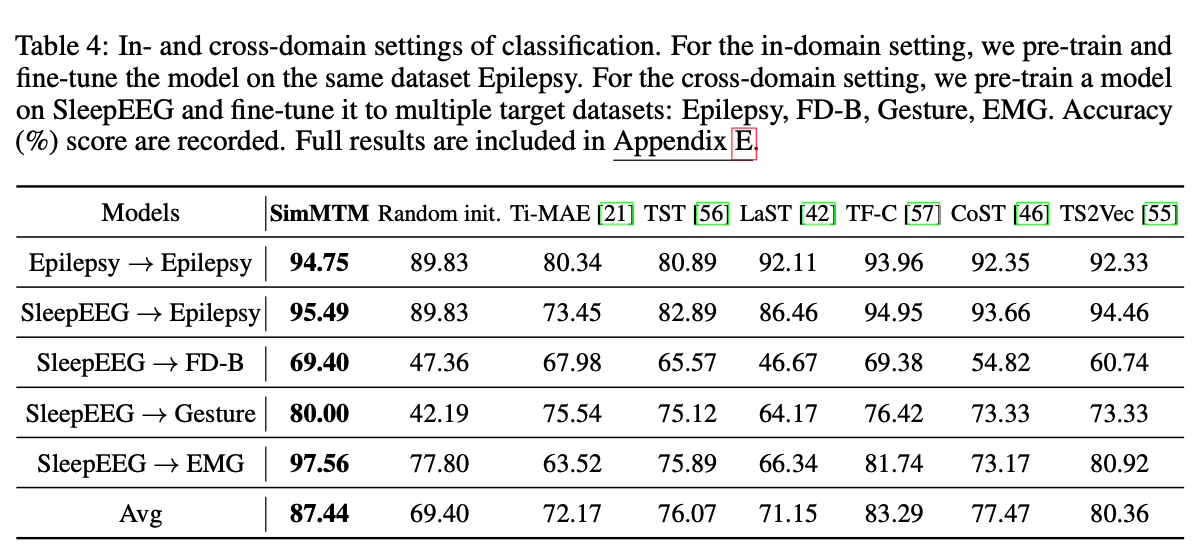 Table 4: In- and cross-domain settings of classification. For the in-domain setting, we pre-train and
fine-tune the model on the same dataset Epilepsy. For the cross-domain setting, we pre-train a model
on SleepEEG and fine-tune it to multiple target datasets: Epilepsy, FD-B, Gesture, EMG. Accuracy
(%) score are recorded. Full results are included in Appendix E.
Models SimMTM Random init. Ti-MAE [21] TST [56] LaST [42] TF-C [57] CoST [46] TS2Vec [55]
Epilepsy → Epilepsy 94.75 89.83 80.34 80.89 92.11 93.96 92.35 92.33
SleepEEG → Epilepsy 95.49 89.83 73.45 82.89 86.46 94.95 93.66 94.46
SleepEEG → FD-B 69.40 47.36 67.98 65.57 46.67 69.38 54.82 60.74
SleepEEG → Gesture 80.00 42.19 75.54 75.12 64.17 76.42 73.33 73.33
SleepEEG → EMG 97.56 77.80 63.52 75.89 66.34 81.74 73.17 80.92
Avg 87.44 69.40 72.17 76.07 71.15 83.29 77.47 80.36